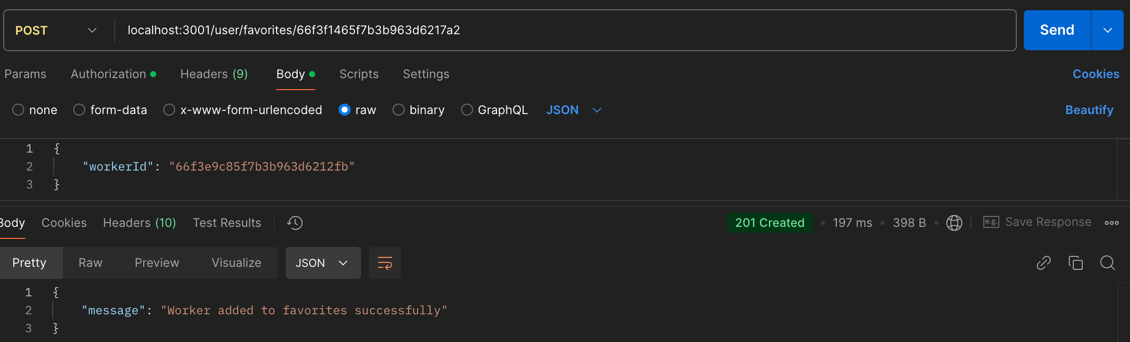 POST localhost:3001/user/favorites/66f3f1465f7b3b963d6217a2 Send
Params Authorization Headers (9) Body Scripts Settings Cookies
none form-data x-www-form-urlencoded raw binary GraphQL JSON Beautify
1 {
2 "workerId": "66f3e9c85f7b3b963d6212fb"
3 }
Body Cookies Headers (10) Test Results 201 Created 197 ms 398 B e.g. Save Response
Pretty Raw Preview Visualize JSON
1 {
2 "message": "Worker added to favorites successfully"
3 }